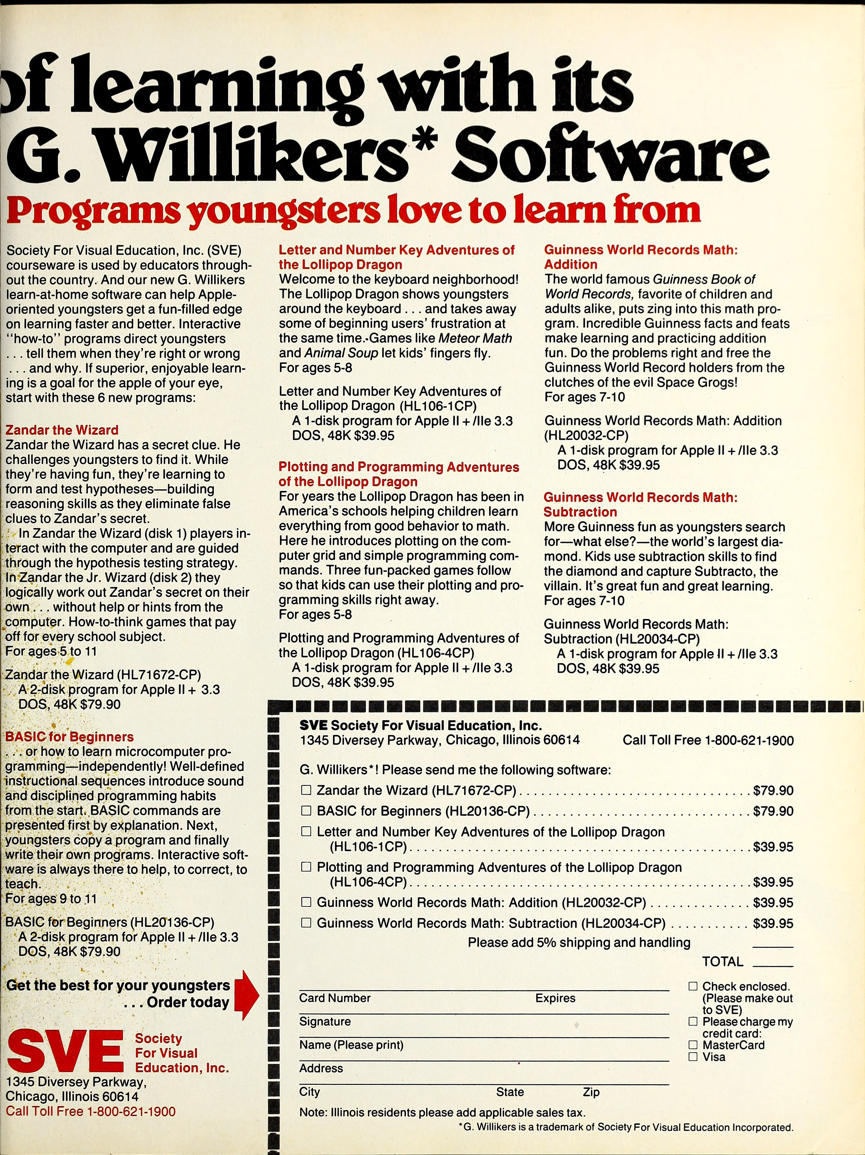 of learning with its
G. Willikers* Software
Programs youngsters love to learn from
Society For Visual Education, Inc. (SVE)
courseware is used by educators through-
out the country. And our new G. Willikers
learn-at-home software can help Apple-
oriented youngsters get a fun-filled edge
on learning faster and better. Interactive
"how-to" programs direct youngsters
. . . tell them when they're right or wrong
. . . and why. If superior, enjoyable learn-
ing is a goal for the apple of your eye,
start with these 6 new programs:
Zandar the Wizard
Zandar the Wizard has a secret clue. He
challenges youngsters to find it. While
they're having fun, they're learning to
form and test hypotheses—building
reasoning skills as they eliminate false
clues to Zandar's secret.
In Zandar the Wizard (disk 1) players in-
teract with the computer and are guided
through the hypothesis testing strategy.
In Zandar the Jr. Wizard (disk 2) they
logically work out Zandar's secret on their
own . . . without help or hints from the
computer. How-to-think games that pay
off for every school subject.
For ages 5 to 11
Zandar the Wizard (HL71672-CP)
A 2-disk program for Apple II + 3.3
DOS, 48K $79.90
BASIC for Beginners
. . . or how to learn microcomputer pro-
gramming—independently! Well-defined
instructional sequences introduce sound
and disciplined programming habits
from the start. BASIC commands are
presented first by explanation. Next,
youngsters copy a program and finally
write their own programs. Interactive soft-
ware is always there to help, to correct, to
teach.
For ages 9 to 11
BASIC for Beginners (HL20136-CP)
A 2-disk program for Apple II + /IIe 3.3
DOS, 48K $79.90
Get the best for your youngsters
. . . Order today
SVE Society
For Visual
Education, Inc.
1345 Diversey Parkway,
Chicago, Illinois 60614
Call Toll Free 1-800-621-1900
Letter and Number Key Adventures of
the Lollipop Dragon
Welcome to the keyboard neighborhood!
The Lollipop Dragon shows youngsters
around the keyboard . . . and takes away
some of beginning users' frustration at
the same time. Games like Meteor Math
and Animal Soup let kids' fingers fly.
For ages 5-8
Letter and Number Key Adventures of
the Lollipop Dragon (HL106-1CP)
A 1-disk program for Apple II + /IIe 3.3
DOS, 48K $39.95
Plotting and Programming Adventures
of the Lollipop Dragon
For years the Lollipop Dragon has been in
America's schools helping children learn
everything from good behavior to math.
Here he introduces plotting on the com-
puter grid and simple programming com-
mands. Three fun-packed games follow
so that kids can use their plotting and pro-
gramming skills right away.
For ages 5-8
Plotting and Programming Adventures of
the Lollipop Dragon (HL106-4CP)
A 1-disk program for Apple II + /IIe 3.3
DOS, 48K $39.95
Guinness World Records Math:
Addition
The world famous Guinness Book of
World Records, favorite of children and
adults alike, puts zing into this math pro-
gram. Incredible Guinness facts and feats
make learning and practicing addition
fun. Do the problems right and free the
Guinness World Record holders from the
clutches of the evil Space Grogs!
For ages 7-10
Guinness World Records Math: Addition
(HL20032-CP)
A 1-disk program for Apple II + /IIe 3.3
DOS, 48K $39.95
Guinness World Records Math:
Subtraction
More Guinness fun as youngsters search
for—what else?—the world's largest dia-
mond. Kids use subtraction skills to find
the diamond and capture Subtracto, the
villain. It's great fun and great learning.
For ages 7-10
Guinness World Records Math:
Subtraction (HL20034-CP)
A 1-disk program for Apple II + /IIe 3.3
DOS, 48K $39.95
SVE Society For Visual Education, Inc.
1345 Diversey Parkway, Chicago, Illinois 60614 Call Toll Free 1-800-621-1900
G. Willikers*! Please send me the following software:
☐ Zandar the Wizard (HL71672-CP) . . . . . . . . . . $79.90
☐ BASIC for Beginners (HL20136-CP) . . . . . . . . . . $79.90
☐ Letter and Number Key Adventures of the Lollipop Dragon
(HL106-1CP) . . . . . . . . . . $39.95
☐ Plotting and Programming Adventures of the Lollipop Dragon
(HL106-4CP) . . . . . . . . . . $39.95
☐ Guinness World Records Math: Addition (HL20032-CP) . . . . . . . . . . $39.95
☐ Guinness World Records Math: Subtraction (HL20034-CP) . . . . . . . . . . $39.95
Please add 5% shipping and handling ______
TOTAL ______
Card Number Expires
Signature
Name (Please print)
Address
City State Zip
☐ Check enclosed.
(Please make out
to SVE)
☐ Please charge my
credit card:
☐ MasterCard
☐ Visa
Note: Illinois residents please add applicable sales tax.
*G. Willikers is a trademark of Society For Visual Education Incorporated.